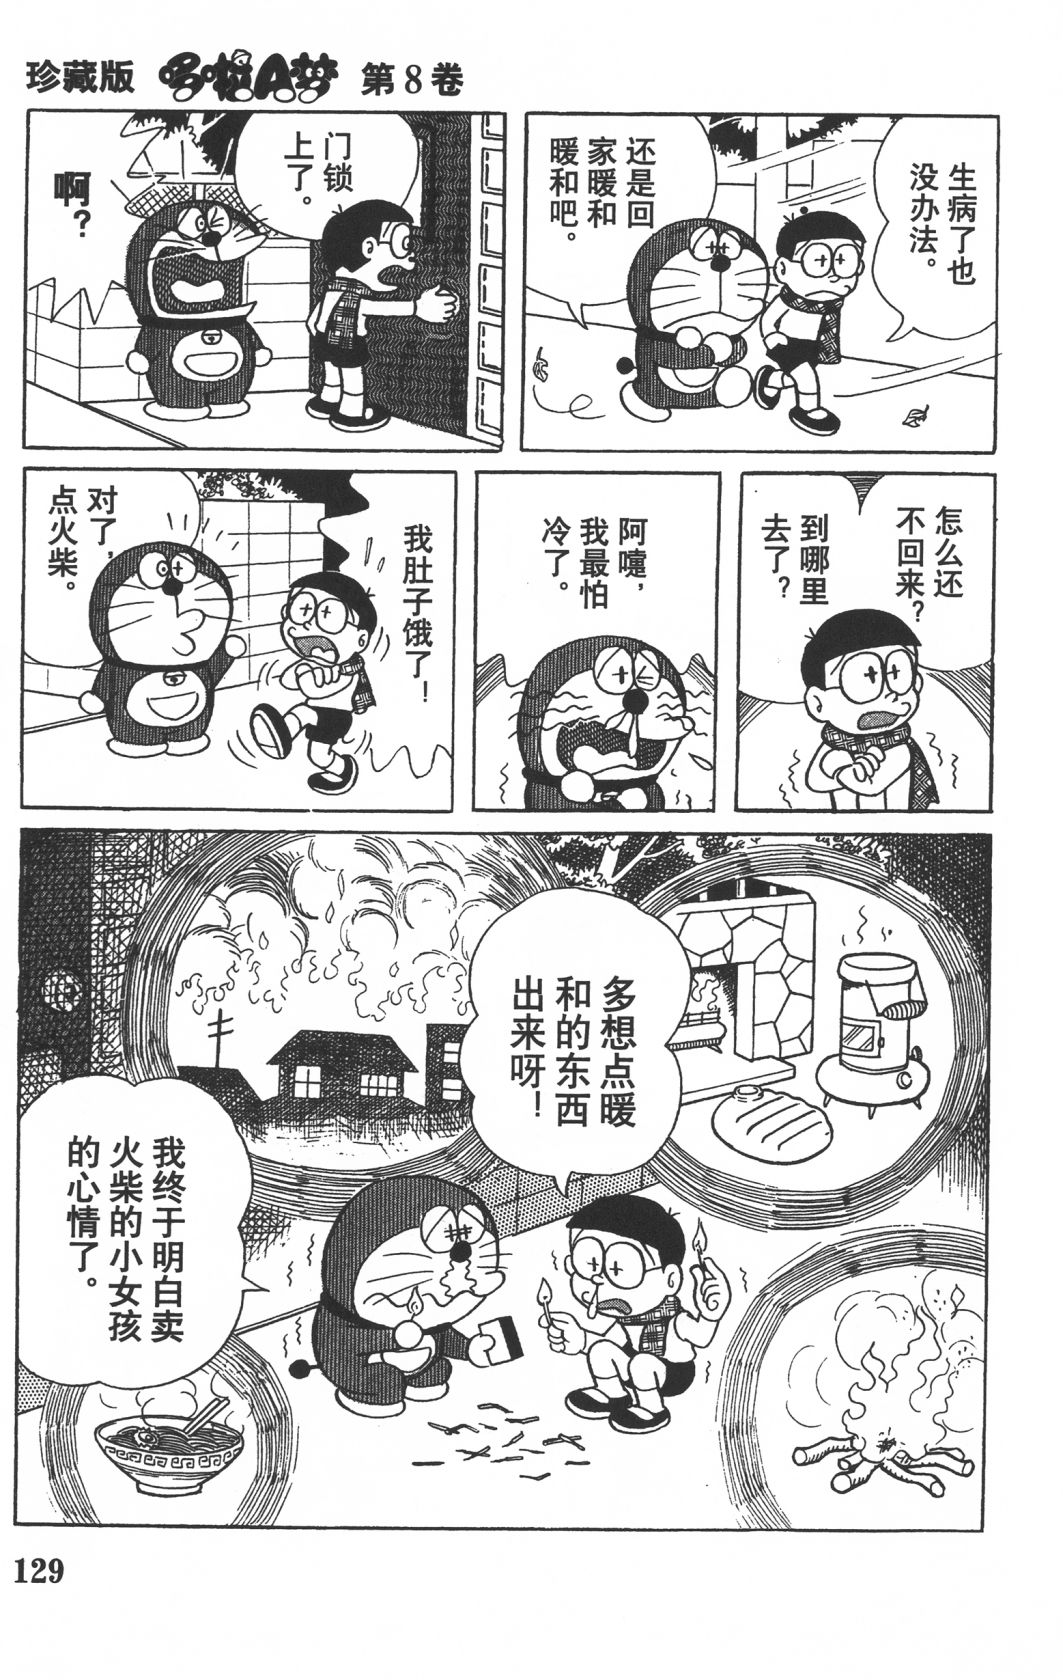 珍藏版 哆啦A梦 第8卷
生病了也
没办法。
还是回
家暖和
暖和吧。
门锁
上了。
啊？
怎么还
不回来？
到哪里
去了？
阿嚏，
我最怕
冷了。
我肚子饿了！
对了，
点火柴。
多想点暖
和的东西
出来呀！
我终于明白卖
火柴的小女孩
的心情了。
129